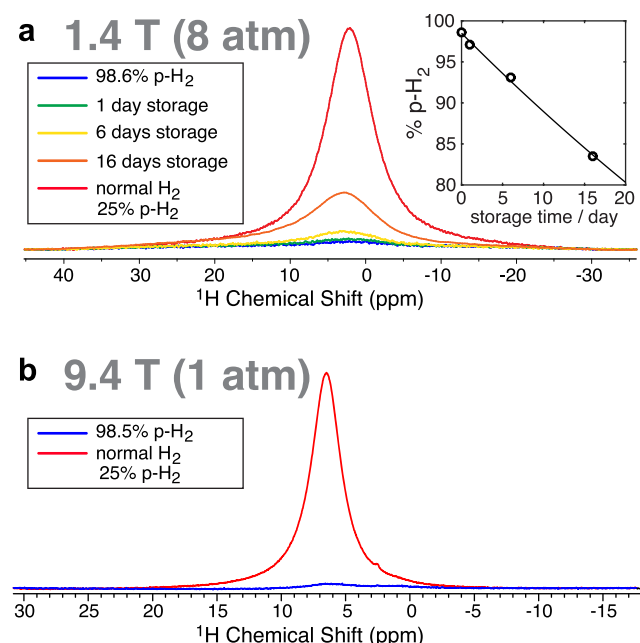 a 1.4 T (8 atm)
98.6% p-H2
1 day storage
6 days storage
16 days storage
normal H2
25% p-H2
100
95
90
85
80
% p-H2
0 5 10 15 20
storage time / day
40 30 20 10 0 -10 -20 -30
1H Chemical Shift (ppm)
b 9.4 T (1 atm)
98.5% p-H2
normal H2
25% p-H2
30 25 20 15 10 5 0 -5 -10 -15
1H Chemical Shift (ppm)